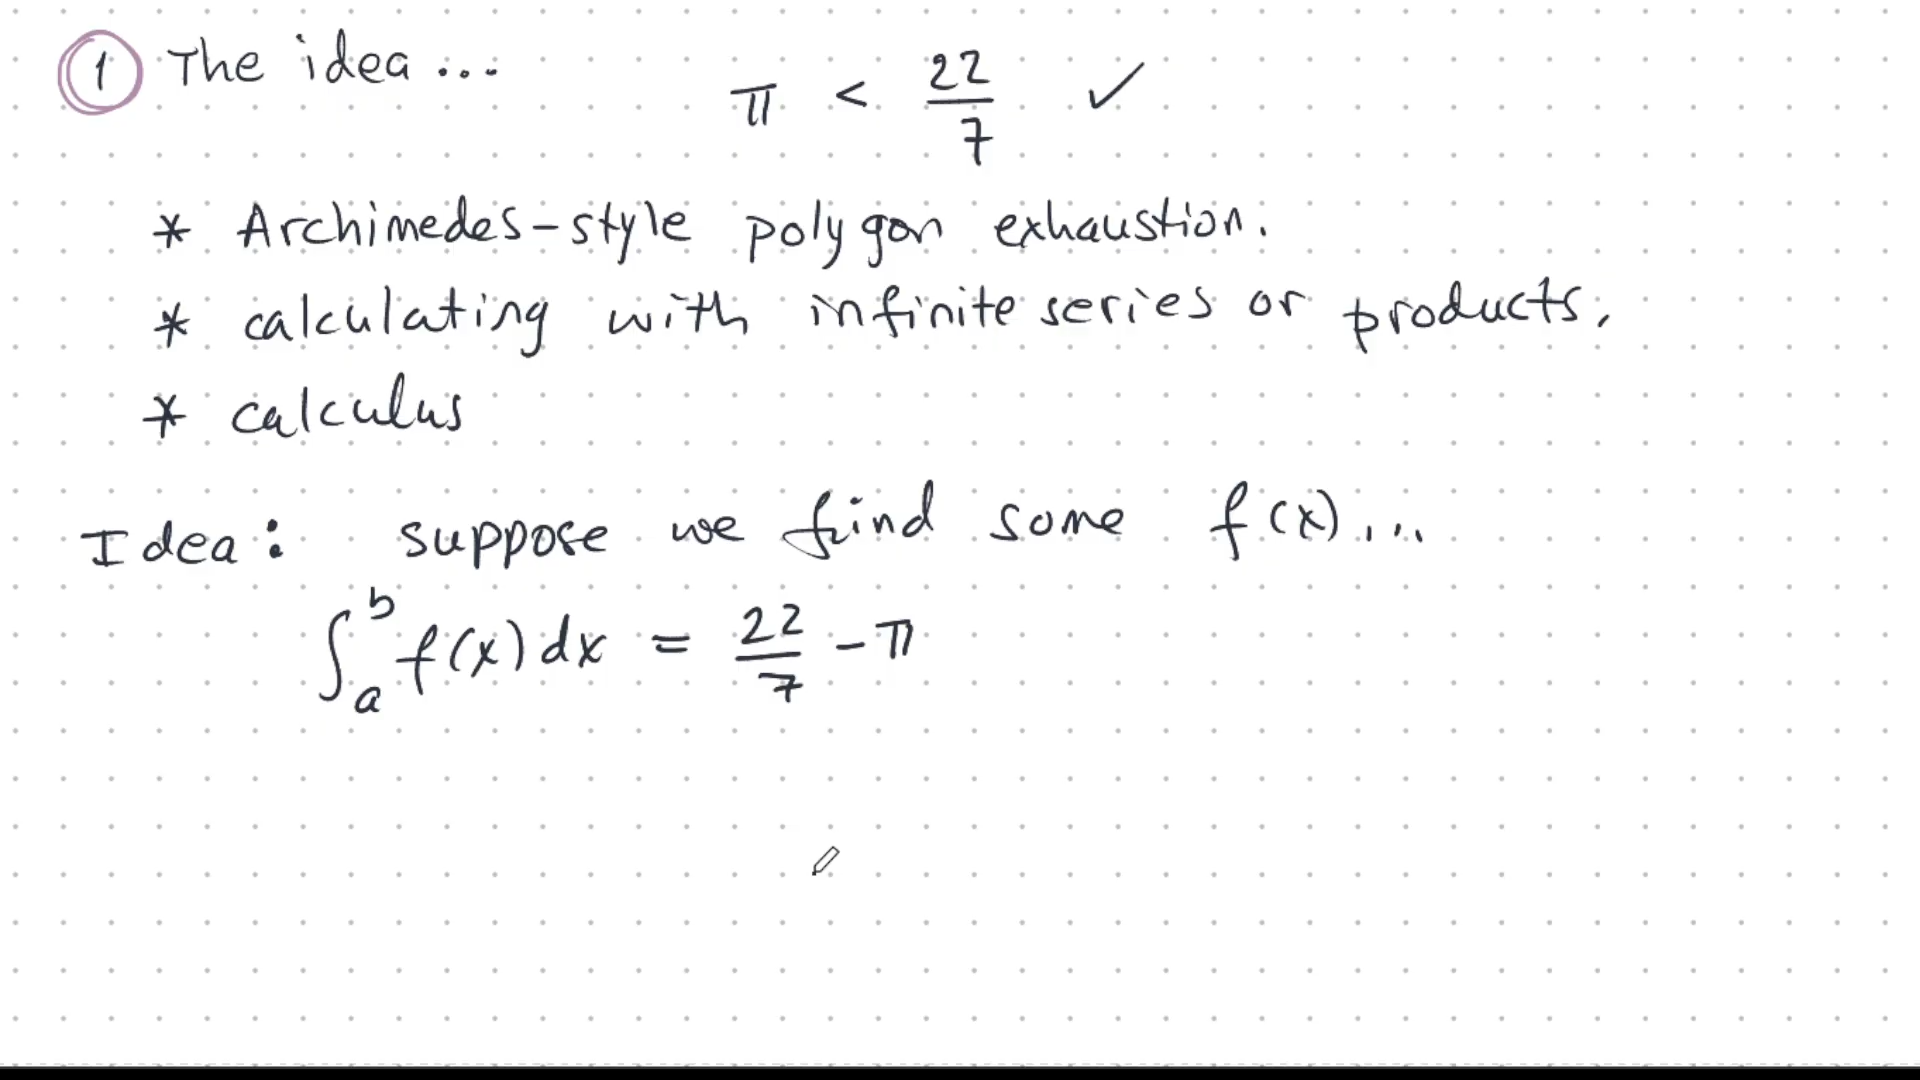 ① The idea ...
π < 22/7 ✓
* Archimedes-style polygon exhaustion.
* calculating with infinite series or products.
* calculus
Idea: suppose we find some f(x)...
∫_a^b f(x) dx = 22/7 - π